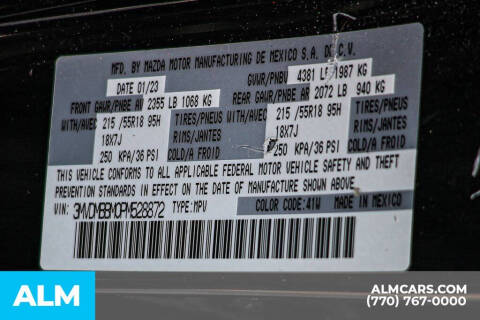 MFD. BY MAZDA MOTOR MANUFACTURING DE MEXICO S.A. DE C.V.
DATE 01/23 GVWR/PNBV 4381 LB 1987 KG
FRONT GAWR/PNBE AV 2355 LB 1068 KG REAR GAWR/PNBE AR 2072 LB 940 KG
WITH/AVEC 215 /55R18 95H TIRES/PNEUS WITH/AVEC 215 /55R18 95H TIRES/PNEUS
18X7J RIMS/JANTES 18X7J RIMS/JANTES
250 KPA/36 PSI COLD/A FROID 250 KPA/36 PSI COLD/A FROID
THIS VEHICLE CONFORMS TO ALL APPLICABLE FEDERAL MOTOR VEHICLE SAFETY AND THEFT
PREVENTION STANDARDS IN EFFECT ON THE DATE OF MANUFACTURE SHOWN ABOVE.
VIN: 3MVDMBBM0PM528872 TYPE: MPV COLOR CODE: 41W MADE IN MEXICO
ALM
ALMCARS.COM
(770) 767-0000